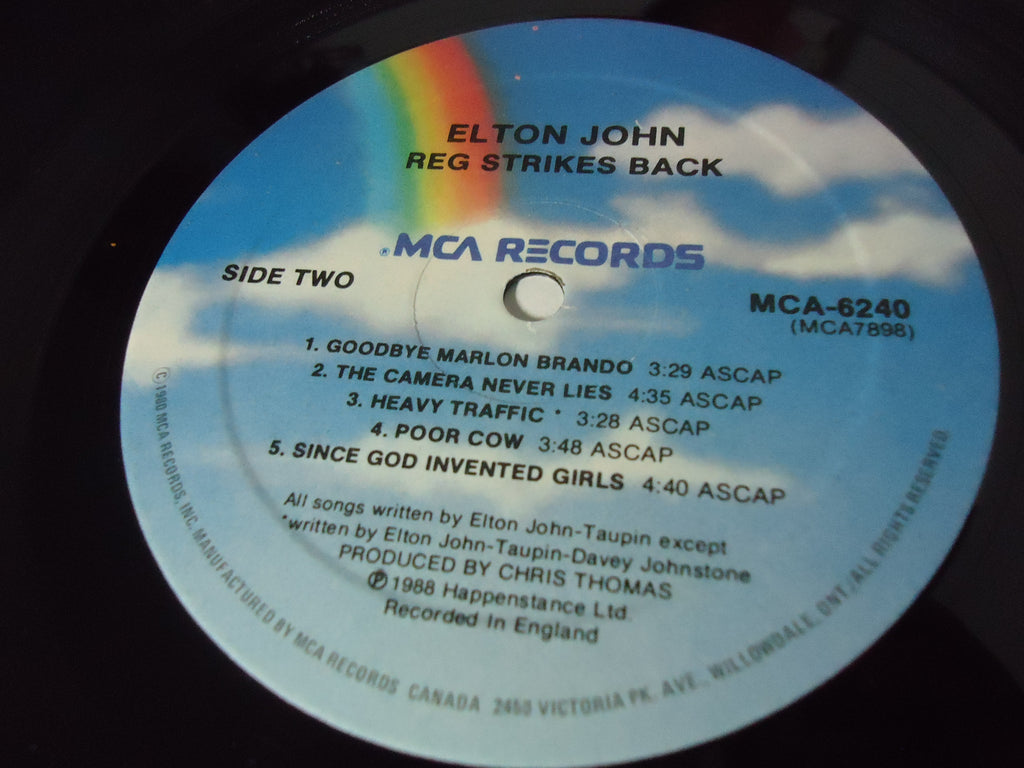 ELTON JOHN
REG STRIKES BACK
® MCA RECORDS
SIDE TWO
MCA-6240
(MCA7898)
1. GOODBYE MARLON BRANDO 3:29 ASCAP
2. THE CAMERA NEVER LIES 4:35 ASCAP
3. HEAVY TRAFFIC * 3:28 ASCAP
4. POOR COW 3:48 ASCAP
5. SINCE GOD INVENTED GIRLS 4:40 ASCAP
All songs written by Elton John-Taupin except
*written by Elton John-Taupin-Davey Johnstone
PRODUCED BY CHRIS THOMAS
℗ 1988 Happenstance Ltd.
Recorded In England
© 1980 MCA RECORDS, INC. MANUFACTURED BY MCA RECORDS CANADA 2450 VICTORIA PK. AVE., WILLOWDALE, ONT., ALL RIGHTS RESERVED